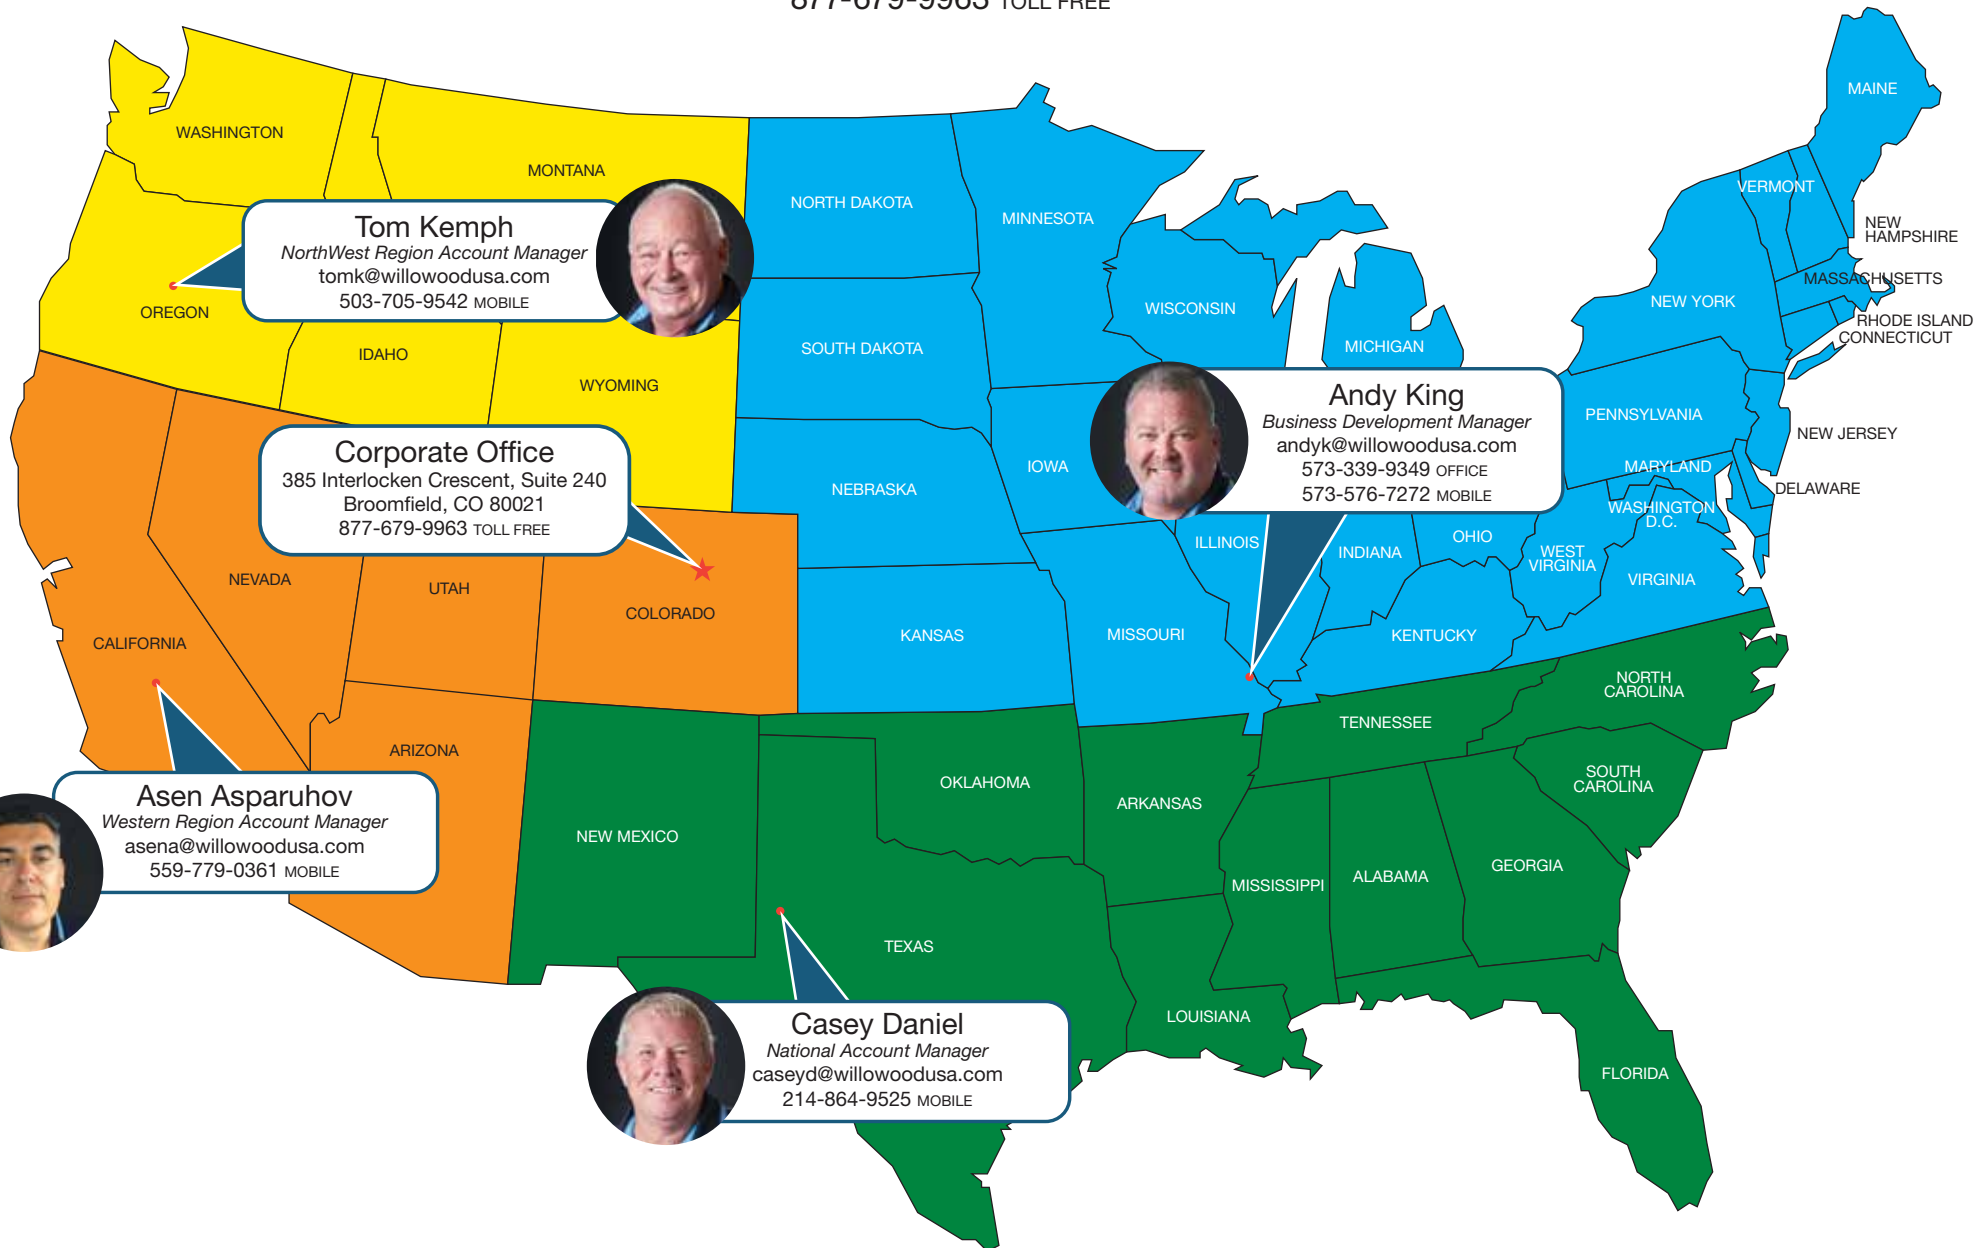 877-679-9963 TOLL FREE
MAINE
WASHINGTON
MONTANA
NORTH DAKOTA
MINNESOTA
VERMONT
NEW
HAMPSHIRE
Tom Kemph
NorthWest Region Account Manager
tomk@willowoodusa.com
503-705-9542 MOBILE
OREGON
IDAHO
WYOMING
SOUTH DAKOTA
WISCONSIN
MICHIGAN
NEW YORK
MASSACHUSETTS
RHODE ISLAND
CONNECTICUT
Corporate Office
385 Interlocken Crescent, Suite 240
Broomfield, CO 80021
877-679-9963 TOLL FREE
Andy King
Business Development Manager
andyk@willowoodusa.com
573-339-9349 OFFICE
573-576-7272 MOBILE
IOWA
NEBRASKA
PENNSYLVANIA
NEW JERSEY
MARYLAND
DELAWARE
WASHINGTON
D.C.
ILLINOIS
INDIANA
OHIO
WEST
VIRGINIA
VIRGINIA
NEVADA
UTAH
COLORADO
KANSAS
MISSOURI
KENTUCKY
CALIFORNIA
NORTH
CAROLINA
TENNESSEE
ARIZONA
OKLAHOMA
ARKANSAS
SOUTH
CAROLINA
Asen Asparuhov
Western Region Account Manager
asena@willowoodusa.com
559-779-0361 MOBILE
NEW MEXICO
MISSISSIPPI
ALABAMA
GEORGIA
TEXAS
LOUISIANA
FLORIDA
Casey Daniel
National Account Manager
caseyd@willowoodusa.com
214-864-9525 MOBILE